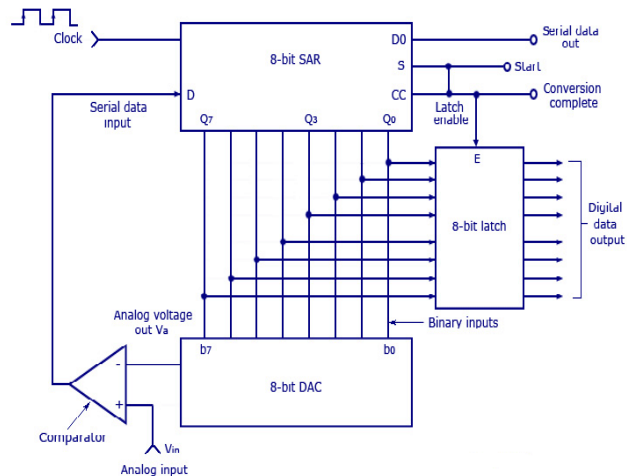 Clock
8-bit SAR
D0
Serial data
out
S
Start
D
CC
Conversion
complete
Serial data
input
Latch
enable
Q7
Q3
Q0
E
8-bit latch
Digital
data
output
Analog voltage
out Va
Binary inputs
b7
b0
-
8-bit DAC
+
Comparator
Vin
Analog input